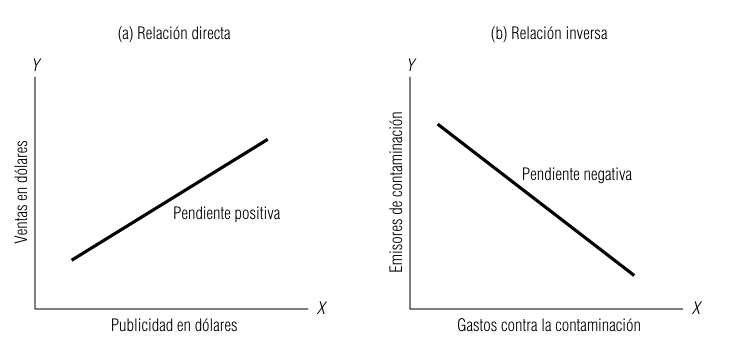 (a) Relación directa
Y
Ventas en dólares
Pendiente positiva
X
Publicidad en dólares
(b) Relación inversa
Y
Emisores de contaminación
Pendiente negativa
X
Gastos contra la contaminación